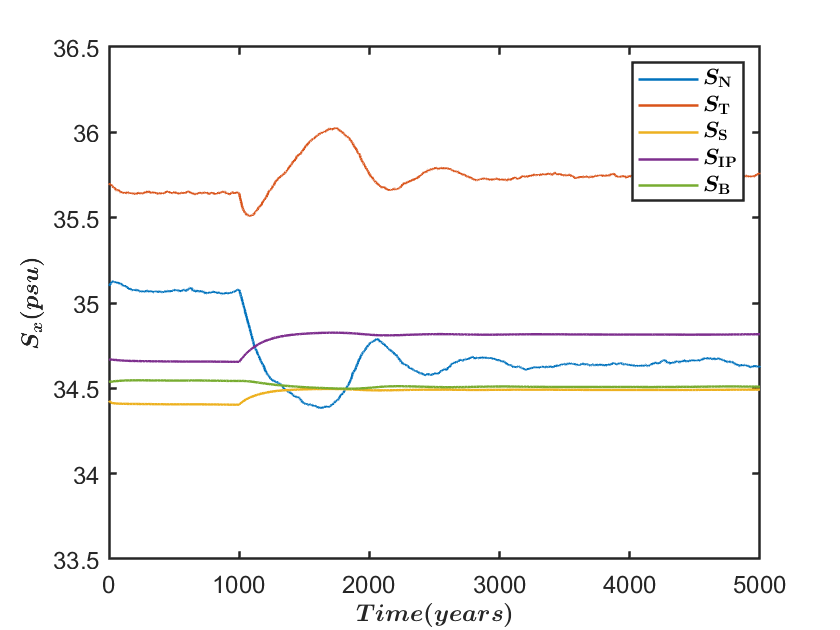 36.5
36
35.5
35
34.5
34
33.5
S_x(psu)
0 1000 2000 3000 4000 5000
Time(years)
S_N
S_T
S_S
S_IP
S_B